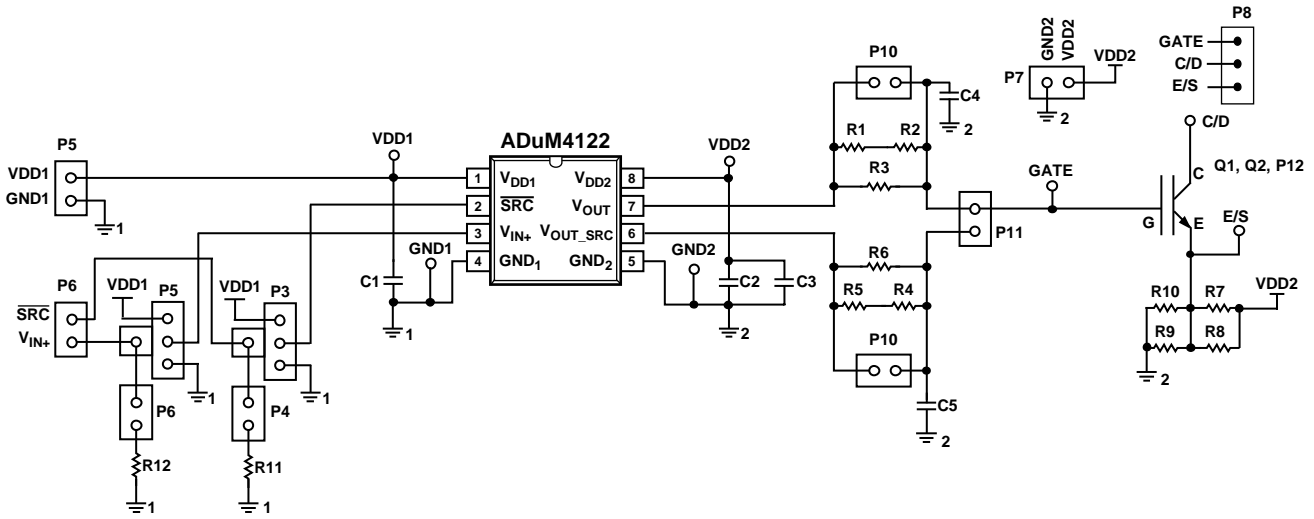 P8
GND2
VDD2
GATE
P10
VDD2
C/D
P7
E/S
C4
2
2
C/D
VDD1
ADuM4122
VDD2
R1
R2
P5
Q1, Q2, P12
C
VDD1
1
VDD1
VDD2
8
GATE
R3
GND1
2
SRC
VOUT
7
G
E
E/S
1
3
VIN+
VOUT_SRC
6
P11
GND1
4
GND1
GND2
5
GND2
R6
C1
C2
C3
R5
R4
VDD1
P5
VDD1
P3
P6
VDD2
SRC
R10
R7
VIN+
1
2
P10
R9
R8
2
1
1
P6
P4
C5
2
R12
R11
1
1